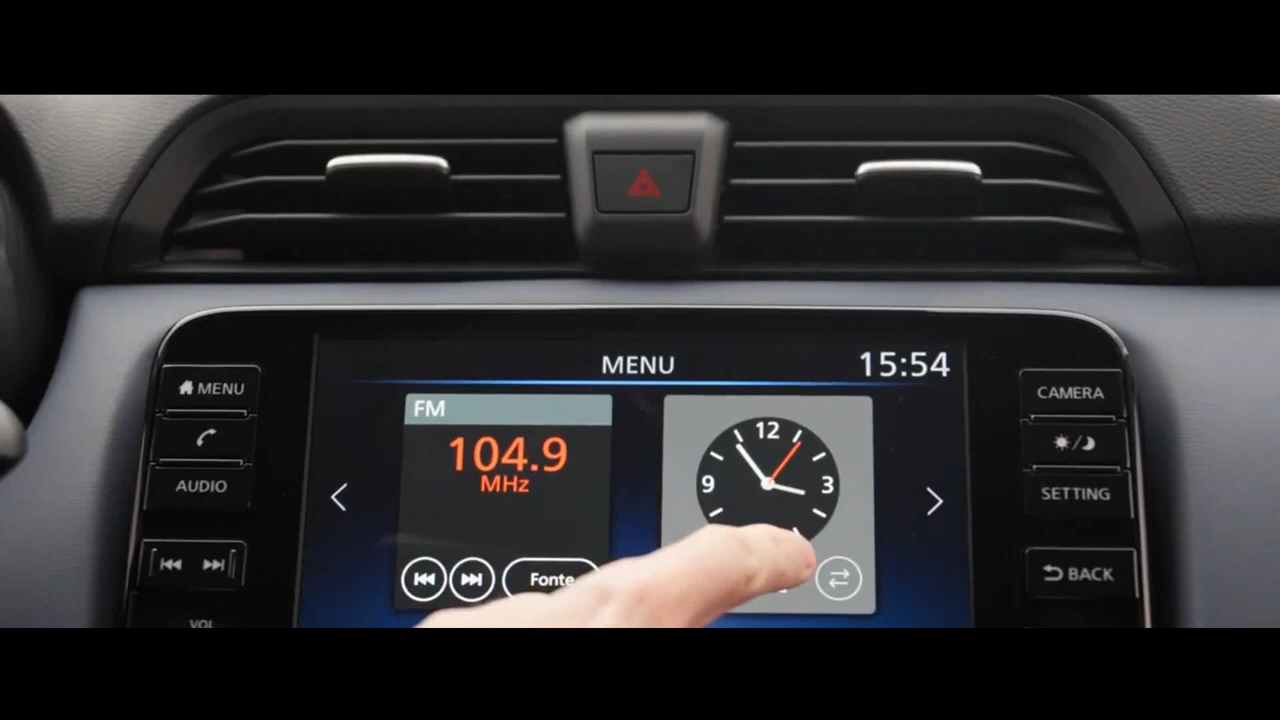 MENU
15:54
MENU
AUDIO
VOL
FM
104.9
MHz
Fonte
12
9
3
CAMERA
SETTING
BACK